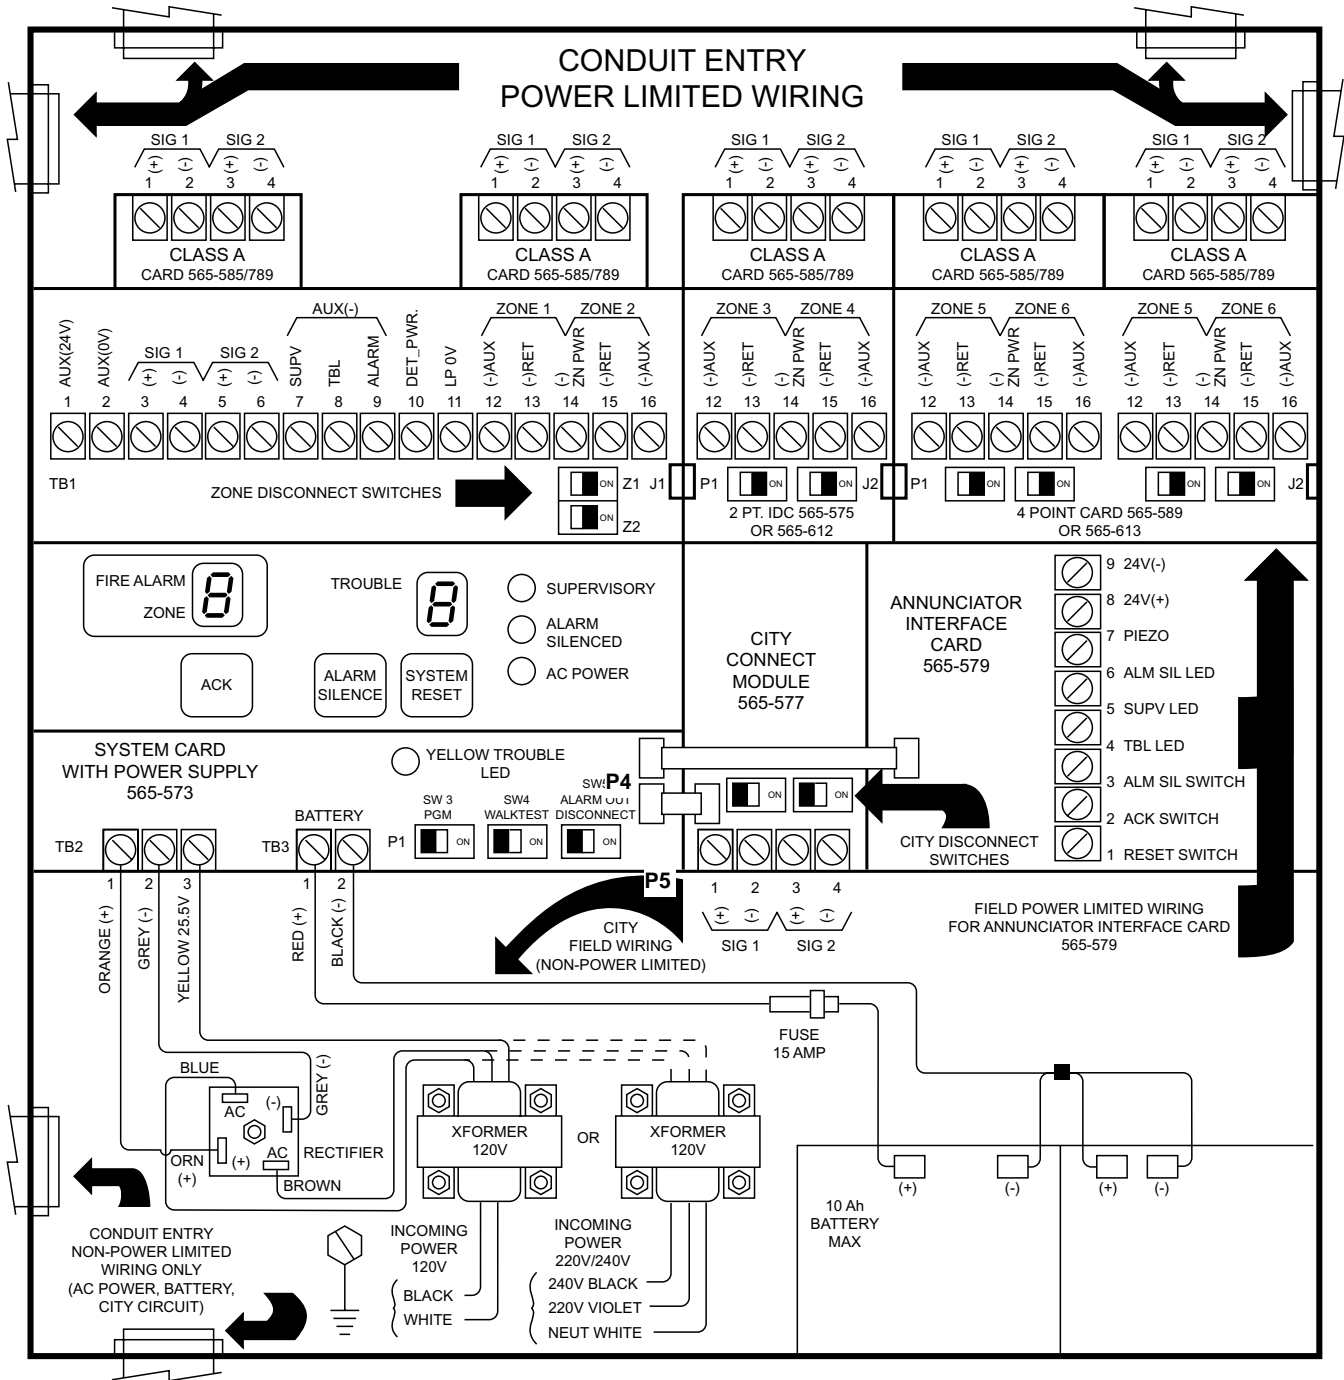 CONDUIT ENTRY
POWER LIMITED WIRING
SIG 1 SIG 2
(+) (-) (+) (-)
1 2 3 4
CLASS A
CARD 565-585/789
SIG 1 SIG 2
(+) (-) (+) (-)
1 2 3 4
CLASS A
CARD 565-585/789
SIG 1 SIG 2
(+) (-) (+) (-)
1 2 3 4
CLASS A
CARD 565-585/789
SIG 1 SIG 2
(+) (-) (+) (-)
1 2 3 4
CLASS A
CARD 565-585/789
SIG 1 SIG 2
(+) (-) (+) (-)
1 2 3 4
CLASS A
CARD 565-585/789
AUX(-)
ZONE 1 ZONE 2
SIG 1 SIG 2
AUX(24V)
AUX(0V)
(+) (-) (+) (-)
SUPV
TBL
ALARM
DET_PWR.
LP 0V
(-)AUX
(-)RET
(-)
ZN PWR
(-)RET
(-)AUX
1 2 3 4 5 6 7 8 9 10 11 12 13 14 15 16
TB1
ZONE DISCONNECT SWITCHES
ON Z1 J1
ON Z2
ZONE 3 ZONE 4
(-)AUX
(-)RET
(-)
ZN PWR
(-)RET
(-)AUX
12 13 14 15 16
P1 ON ON J2
2 PT. IDC 565-575
OR 565-612
ZONE 5 ZONE 6
(-)AUX
(-)RET
(-)
ZN PWR
(-)RET
(-)AUX
12 13 14 15 16
ZONE 5 ZONE 6
(-)AUX
(-)RET
(-)
ZN PWR
(-)RET
(-)AUX
12 13 14 15 16
P1 ON ON ON ON J2
4 POINT CARD 565-589
OR 565-613
FIRE ALARM
ZONE
8
TROUBLE
8
SUPERVISORY
ALARM
SILENCED
AC POWER
ACK
ALARM
SILENCE
SYSTEM
RESET
CITY
CONNECT
MODULE
565-577
ANNUNCIATOR
INTERFACE
CARD
565-579
9 24V(-)
8 24V(+)
7 PIEZO
6 ALM SIL LED
5 SUPV LED
4 TBL LED
3 ALM SIL SWITCH
2 ACK SWITCH
1 RESET SWITCH
SYSTEM CARD
WITH POWER SUPPLY
565-573
YELLOW TROUBLE
LED
P4
SW 3
PGM
SW4
WALKTEST
ALARM OUT
DISCONNECT
BATTERY
TB2
TB3
P1 ON ON ON
ON ON
CITY DISCONNECT
SWITCHES
P5
1 2 3
1 2
1 2 3 4
(+) (-) (+) (-)
SIG 1 SIG 2
ORANGE (+)
GREY (-)
YELLOW 25.5V
RED (+)
BLACK (-)
CITY
FIELD WIRING
(NON-POWER LIMITED)
FIELD POWER LIMITED WIRING
FOR ANNUNCIATOR INTERFACE CARD
565-579
FUSE
15 AMP
BLUE
GREY (-)
AC (-)
(+) AC
RECTIFIER
ORN
(+)
BROWN
XFORMER
120V
OR
XFORMER
120V
(+) (-) (+) (-)
10 Ah
BATTERY
MAX
CONDUIT ENTRY
NON-POWER LIMITED
WIRING ONLY
(AC POWER, BATTERY,
CITY CIRCUIT)
INCOMING
POWER
120V
BLACK
WHITE
INCOMING
POWER
220V/240V
240V BLACK
220V VIOLET
NEUT WHITE